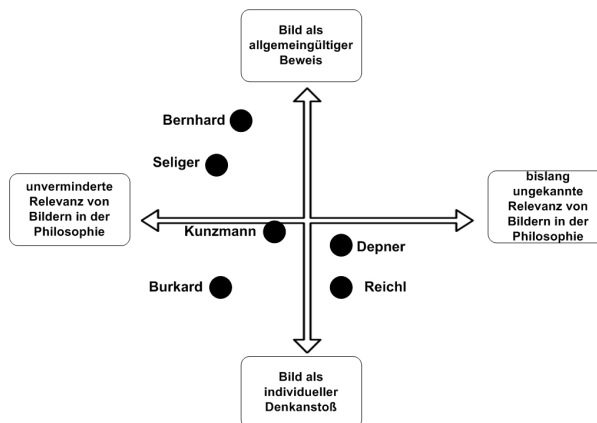 Bild als
allgemeingültiger
Beweis
Bernhard
Seliger
unverminderte
Relevanz von
Bildern in der
Philosophie
bislang
ungekannte
Relevanz von
Bildern in der
Philosophie
Kunzmann
Depner
Burkard
Reichl
Bild als
individueller
Denkanstoß